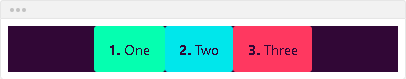 1. One 2. Two 3. Three